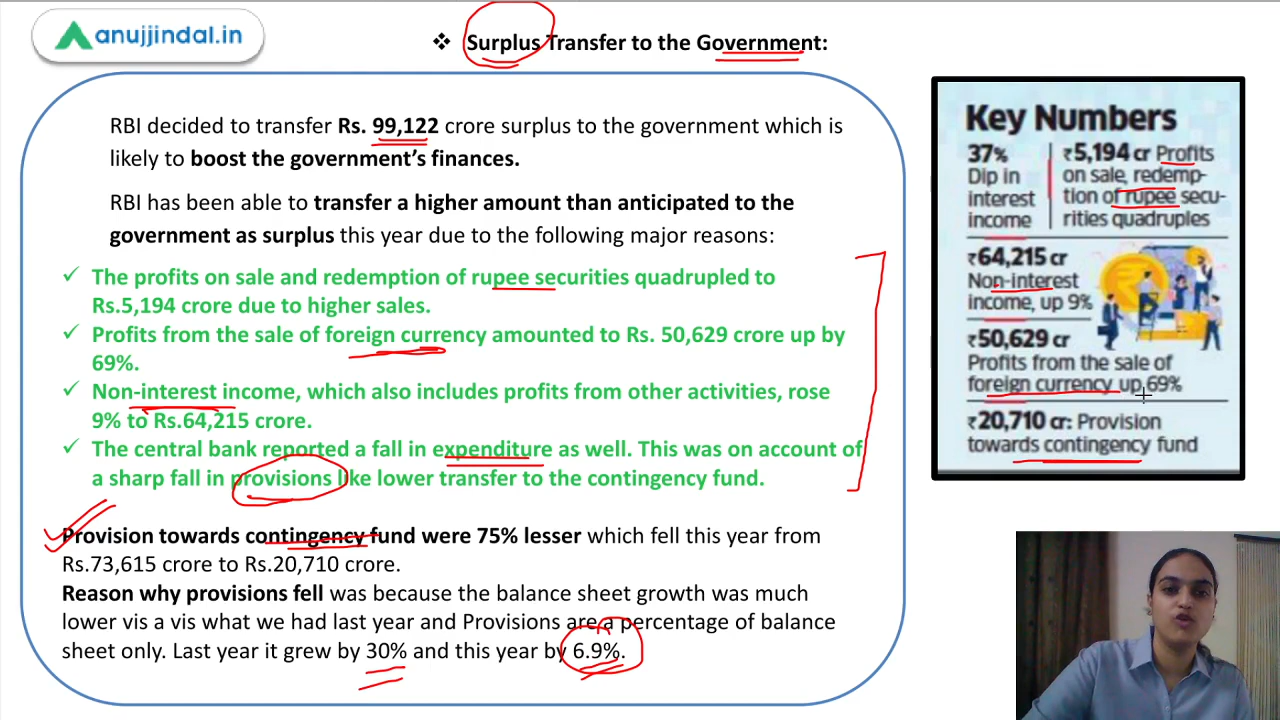 anujjindal.in
❖ Surplus Transfer to the Government:
RBI decided to transfer Rs. 99,122 crore surplus to the government which is
likely to boost the government's finances.
RBI has been able to transfer a higher amount than anticipated to the
government as surplus this year due to the following major reasons:
✓ The profits on sale and redemption of rupee securities quadrupled to
Rs.5,194 crore due to higher sales.
✓ Profits from the sale of foreign currency amounted to Rs. 50,629 crore up by
69%.
✓ Non-interest income, which also includes profits from other activities, rose
9% to Rs.64,215 crore.
✓ The central bank reported a fall in expenditure as well. This was on account of
a sharp fall in provisions like lower transfer to the contingency fund.
Provision towards contingency fund were 75% lesser which fell this year from
Rs.73,615 crore to Rs.20,710 crore.
Reason why provisions fell was because the balance sheet growth was much
lower vis a vis what we had last year and Provisions are a percentage of balance
sheet only. Last year it grew by 30% and this year by 6.9%.
Key Numbers
37%
Dip in
interest
income
₹5,194 cr Profits
on sale, redemp-
tion of rupee secu-
rities quadruples
₹64,215 cr
Non-interest
income, up 9%
₹50,629 cr
Profits from the sale of
foreign currency up 69%
₹20,710 cr: Provision
towards contingency fund